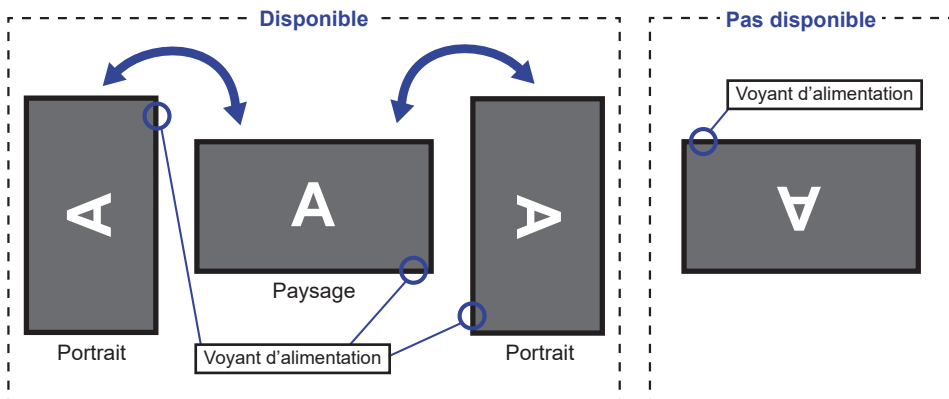 Disponible
Pas disponible
Voyant d’alimentation
A
A
A
A
Paysage
Portrait
Voyant d’alimentation
Portrait